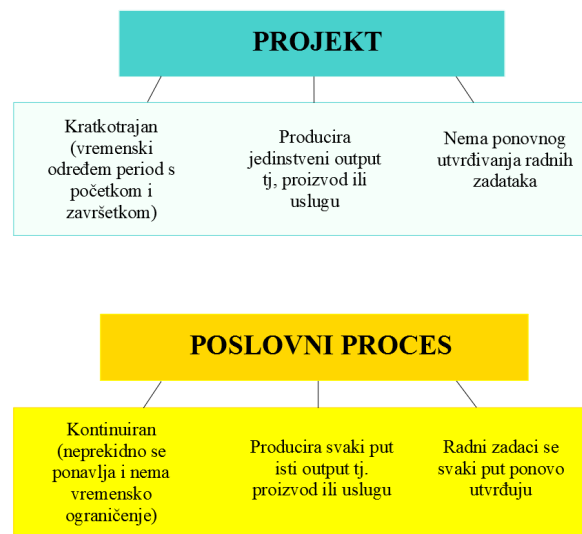 PROJEKT
Kratkotrajan
(vremenski
određem period s
početkom i
završetkom)
Producira
jedinstveni output
tj, proizvod ili
uslugu
Nema ponovnog
utvrđivanja radnih
zadataka
POSLOVNI PROCES
Kontinuiran
(neprekidno se
ponavlja i nema
vremensko
ograničenje)
Producira svaki put
isti output tj.
proizvod ili uslugu
Radni zadaci se
svaki put ponovo
utvrđuju